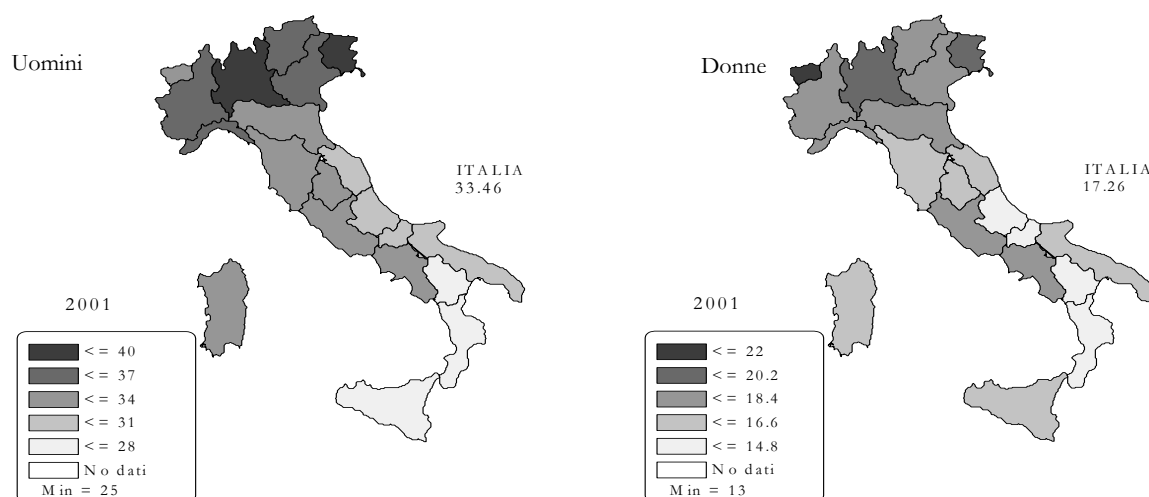 Uomini
ITALIA
33.46
2001
<= 40
<= 37
<= 34
<= 31
<= 28
No dati
Min = 25
Donne
ITALIA
17.26
2001
<= 22
<= 20.2
<= 18.4
<= 16.6
<= 14.8
No dati
Min = 13